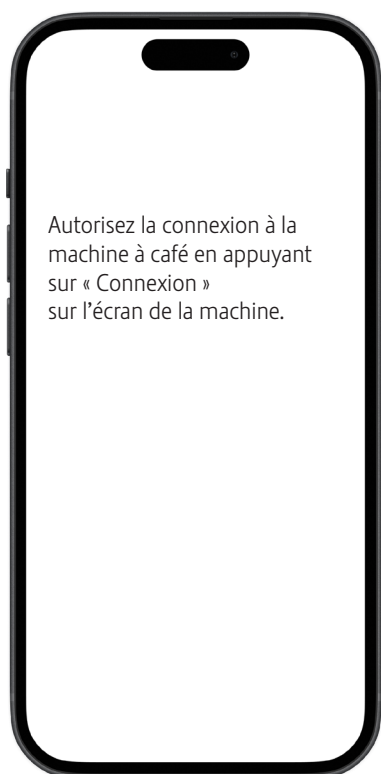 Autorisez la connexion à la
machine à café en appuyant
sur « Connexion »
sur l’écran de la machine.